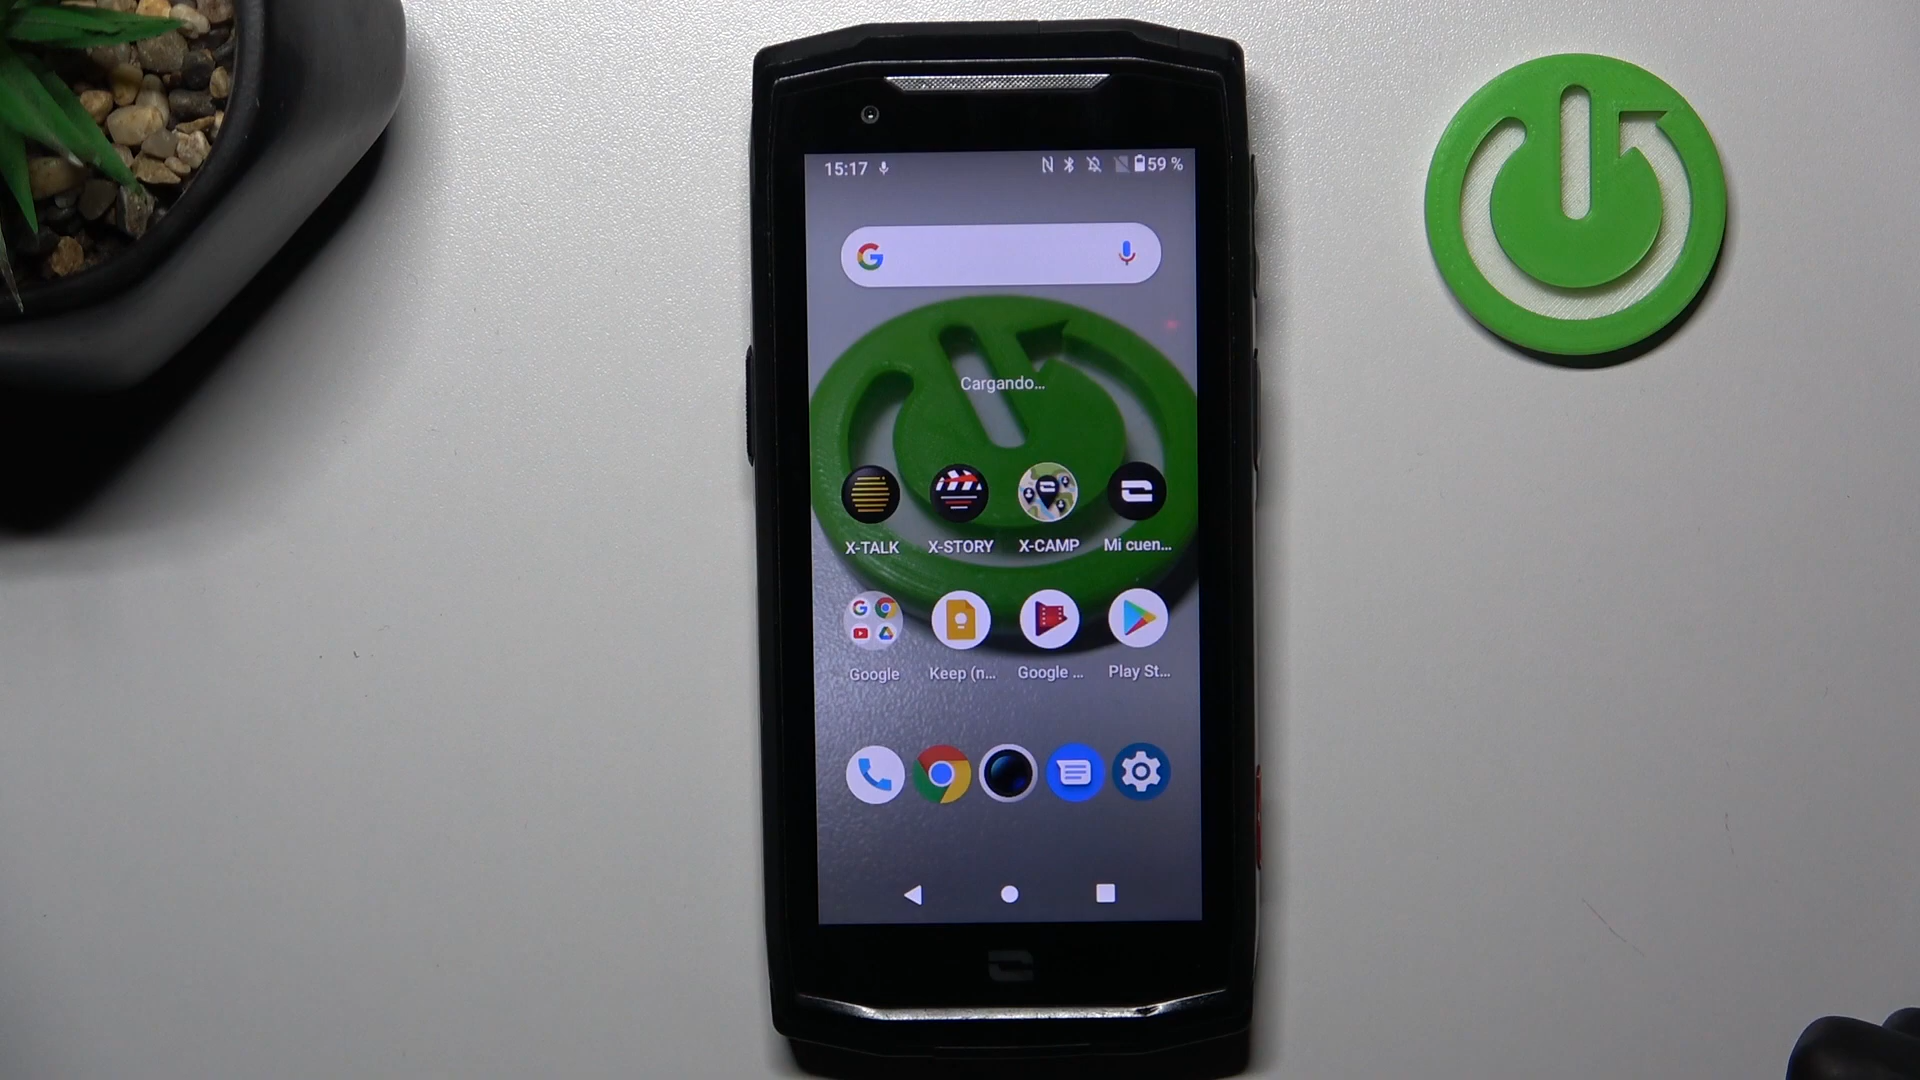 15:17 59 %
Cargando...
X-TALK X-STORY X-CAMP Mi cuen...
Google Keep (n... Google ... Play St...